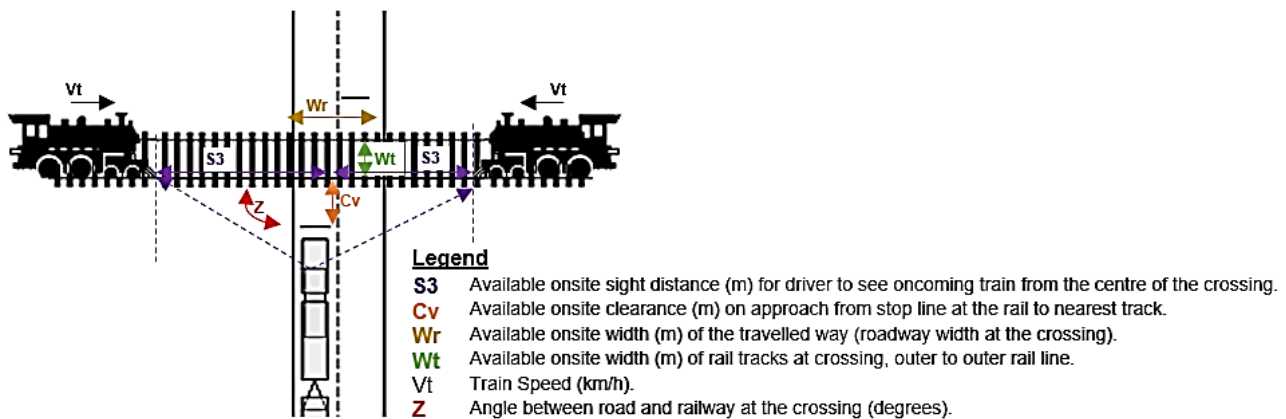 Vt
Vt
Wr
S3
Wt
S3
Z
Cv
Legend
S3 Available onsite sight distance (m) for driver to see oncoming train from the centre of the crossing.
Cv Available onsite clearance (m) on approach from stop line at the rail to nearest track.
Wr Available onsite width (m) of the travelled way (roadway width at the crossing).
Wt Available onsite width (m) of rail tracks at crossing, outer to outer rail line.
Vt Train Speed (km/h).
Z Angle between road and railway at the crossing (degrees).